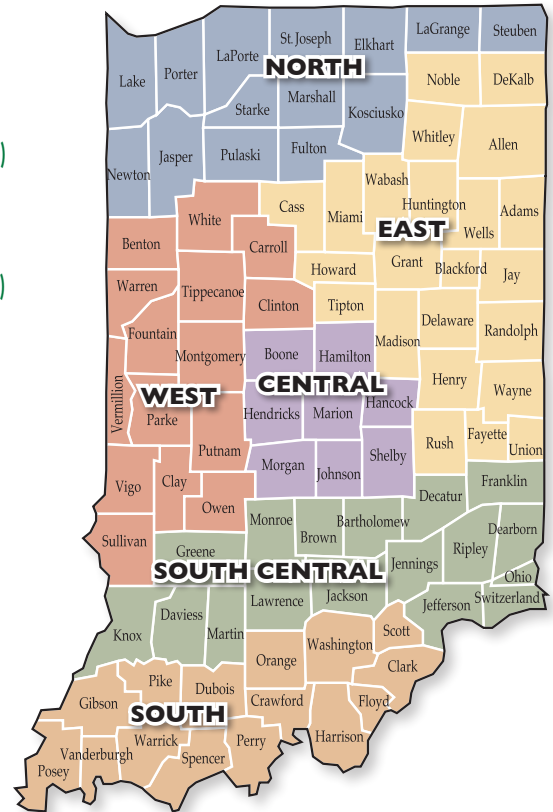 LaGrange
Steuben
St. Joseph
Elkhart
LaPorte
NORTH
Lake
Porter
Noble
DeKalb
Marshall
Starke
Kosciusko
Whitley
Allen
)
Jasper
Pulaski
Fulton
Newton
Wabash
Huntington
Cass
Miami
Adams
White
EAST
Wells
Benton
Carroll
Grant
Blackford
Jay
Howard
Warren
)
Tippecanoe
Clinton
Tipton
Delaware
Randolph
Fountain
Madison
Montgomery
Boone
Hamilton
Henry
CENTRAL
Wayne
WEST
Vermillion
Hancock
Parke
Hendricks
Marion
Fayette
Rush
Union
Putnam
Shelby
Morgan
Johnson
Clay
Vigo
Franklin
Decatur
Owen
Monroe
Bartholomew
Brown
Dearborn
Sullivan
Greene
Ripley
Jennings
SOUTH CENTRAL
Ohio
Jackson
Lawrence
Switzerland
Jefferson
Daviess
Knox
Martin
Scott
Washington
Orange
Clark
Pike
Dubois
Gibson
Crawford
Floyd
SOUTH
Harrison
Warrick
Perry
Vanderburgh
Spencer
Posey